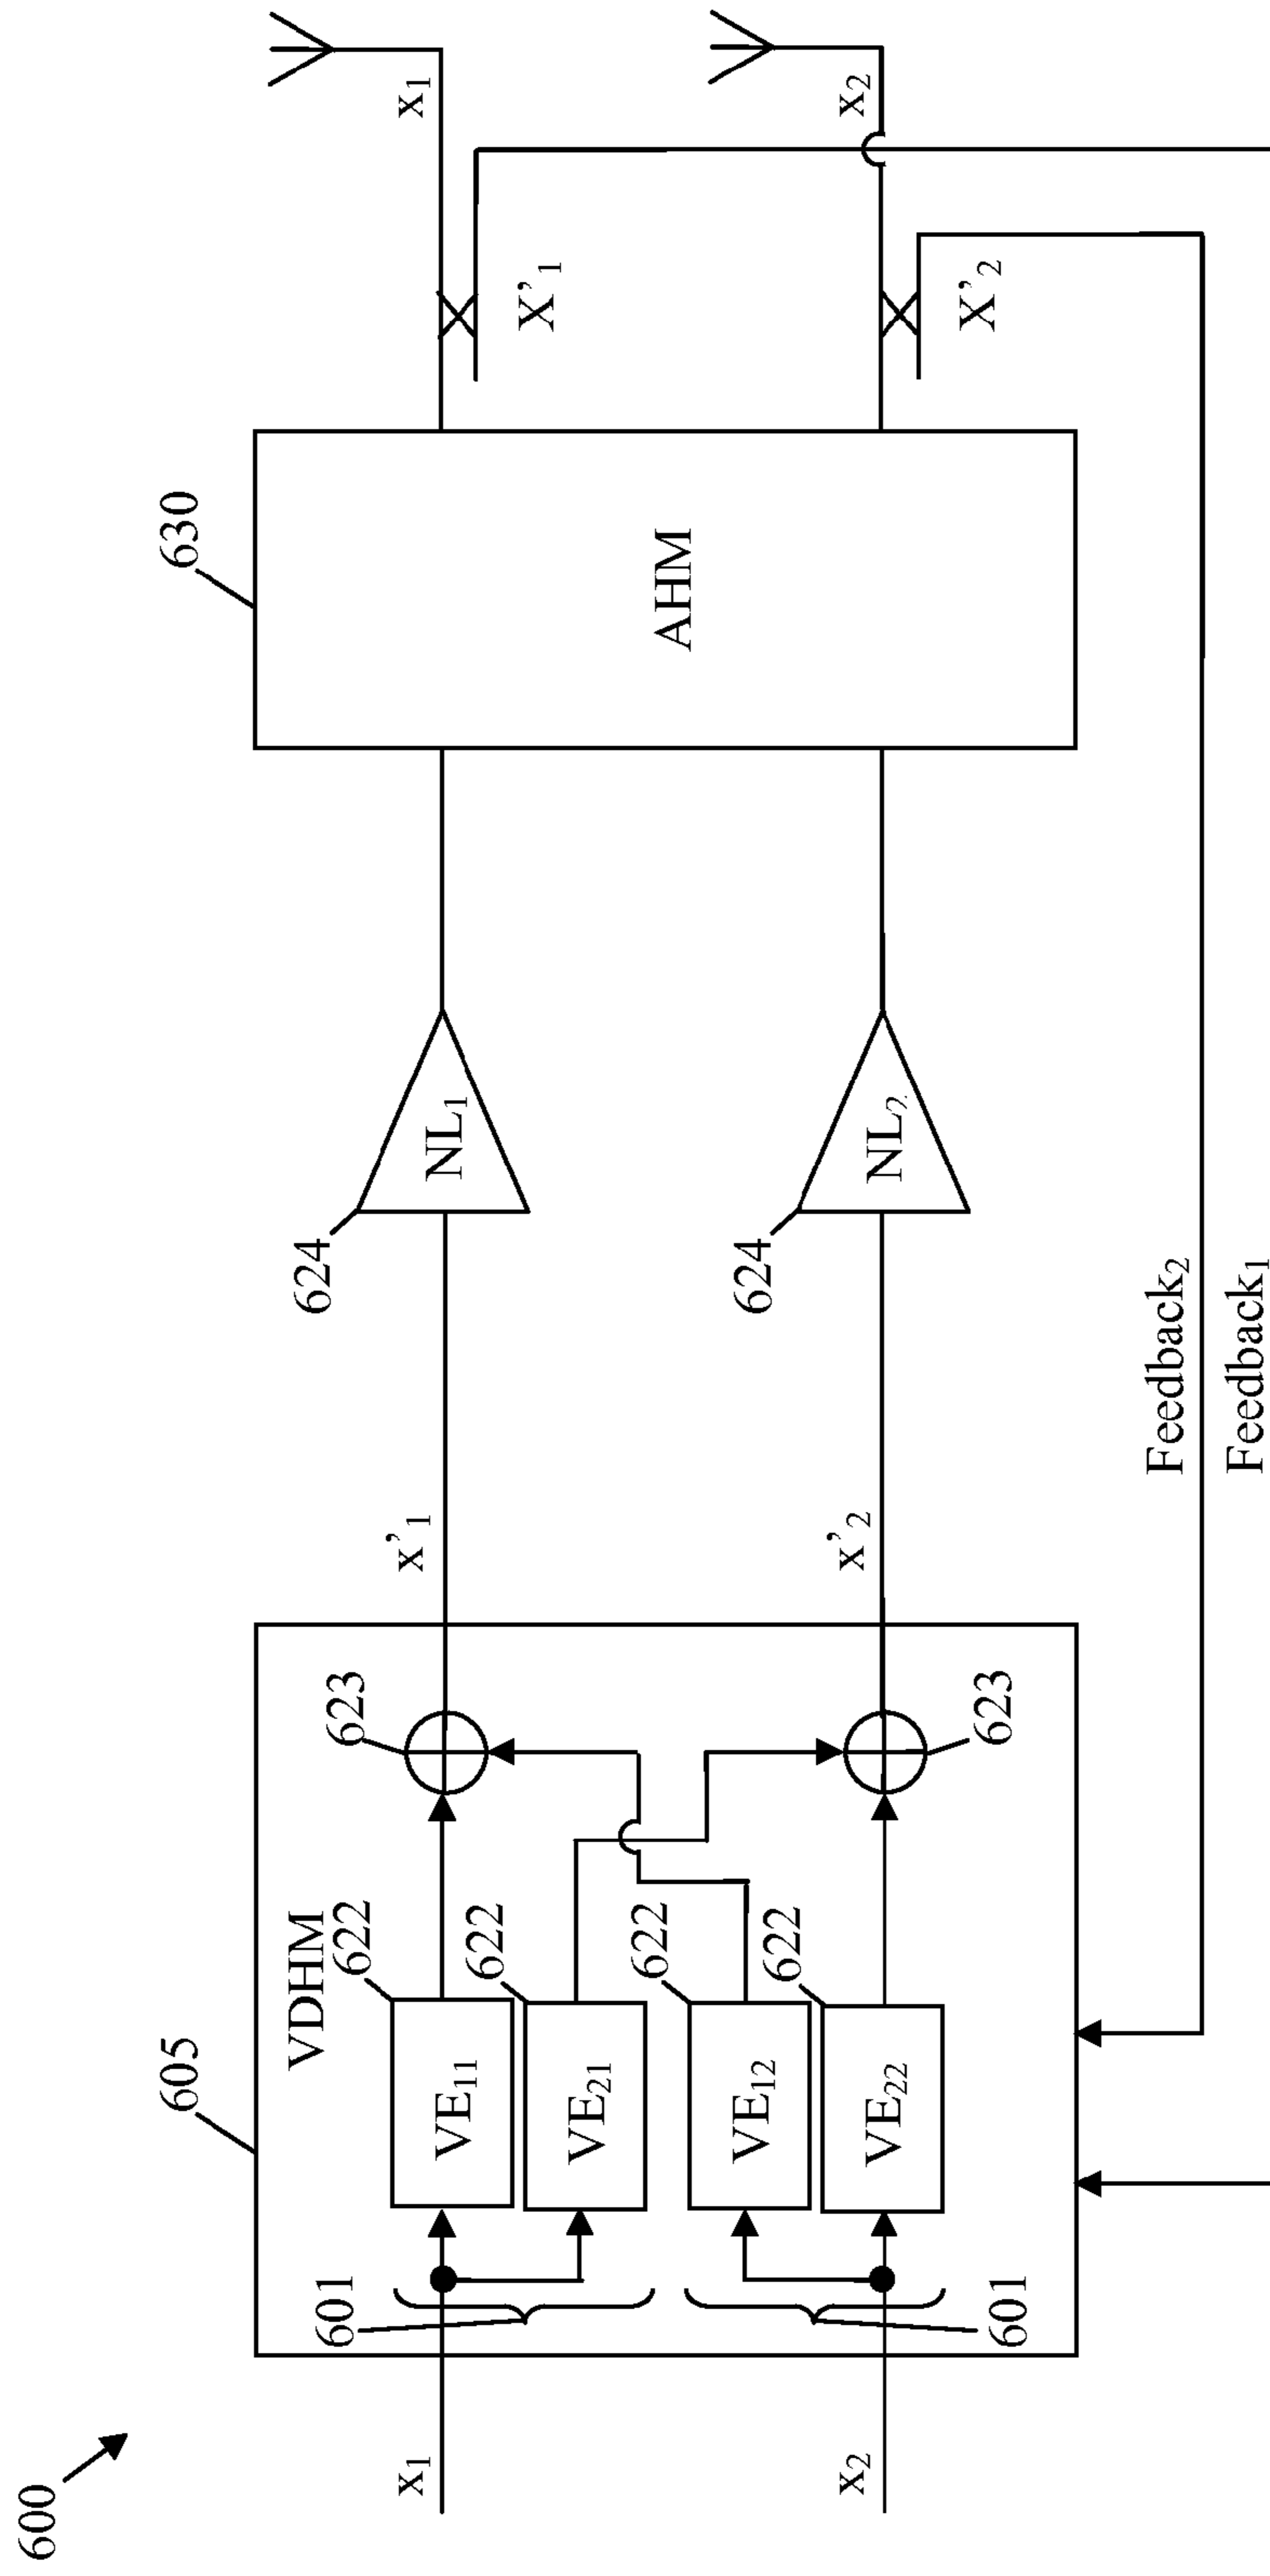 600
605
VDHM
x1
601
VE11
622
VE21
622
623
x'1
624
NL1
630
AHM
x1
X'1
x2
601
VE12
622
VE22
622
623
x'2
624
NL2
x2
X'2
Feedback2
Feedback1